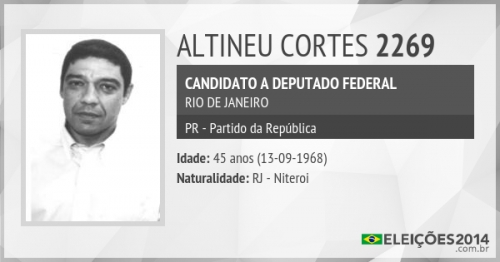 ALTINEU CORTES 2269
CANDIDATO A DEPUTADO FEDERAL
RIO DE JANEIRO
PR - Partido da República
Idade: 45 anos (13-09-1968)
Naturalidade: RJ - Niteroi
ELEIÇÕES2014
.com.br